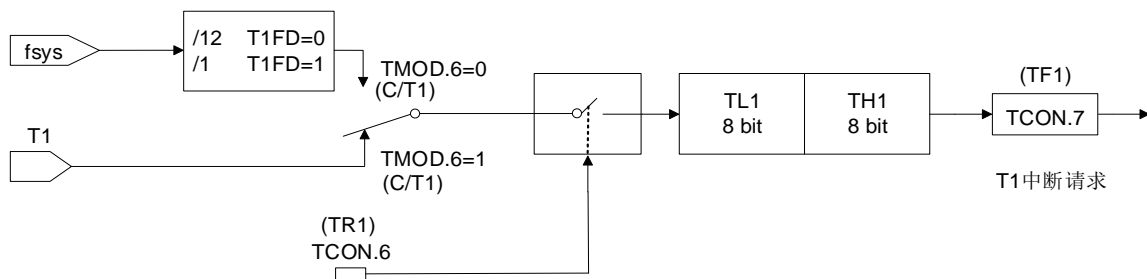 fsys
/12 T1FD=0
/1 T1FD=1
TMOD.6=0
(C/T1)
T1
TMOD.6=1
(C/T1)
(TR1)
TCON.6
TL1
8 bit
TH1
8 bit
(TF1)
TCON.7
T1中断请求